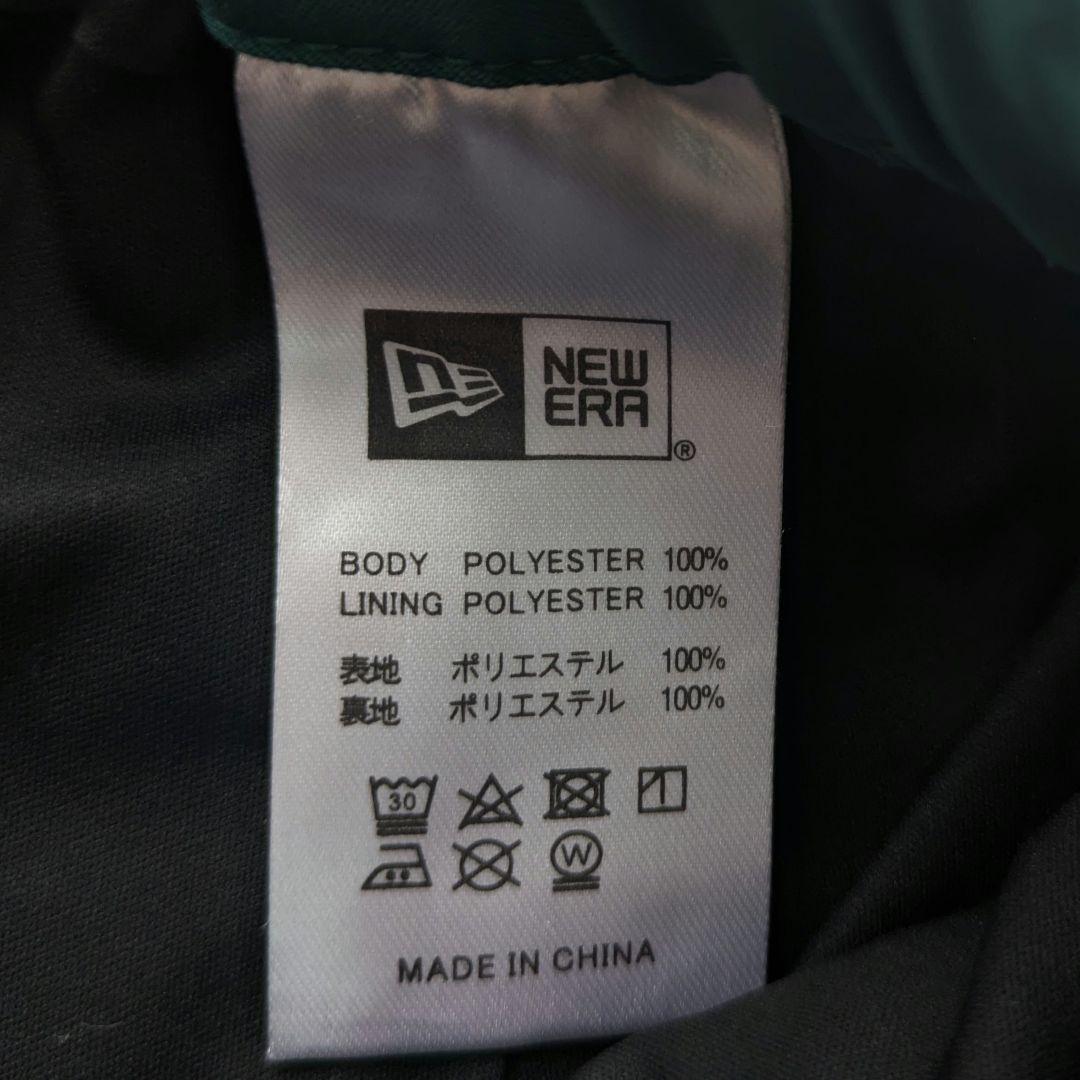 NEW
ERA
®
BODY POLYESTER 100%
LINING POLYESTER 100%
表地 ポリエステル 100%
裏地 ポリエステル 100%
30
W
MADE IN CHINA